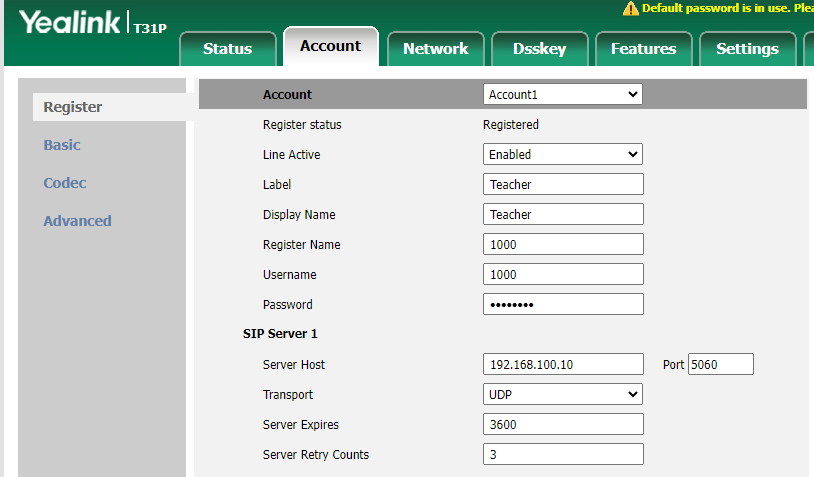 Yealink | T31P
Default password is in use.
Status Account Network Dsskey Features Settings
Register
Basic
Codec
Advanced
Account Account1
Register status Registered
Line Active Enabled
Label Teacher
Display Name Teacher
Register Name 1000
Username 1000
Password ••••••••
SIP Server 1
Server Host 192.168.100.10 Port 5060
Transport UDP
Server Expires 3600
Server Retry Counts 3